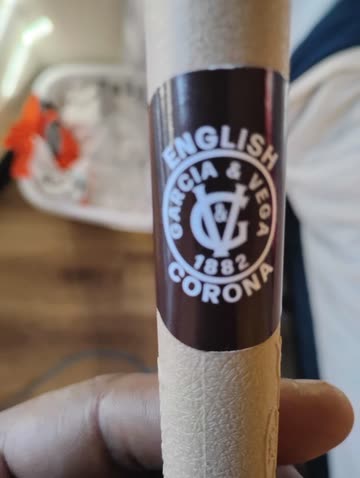 ENGLISH
GARCIA & VEGA
G&V
1882
CORONA